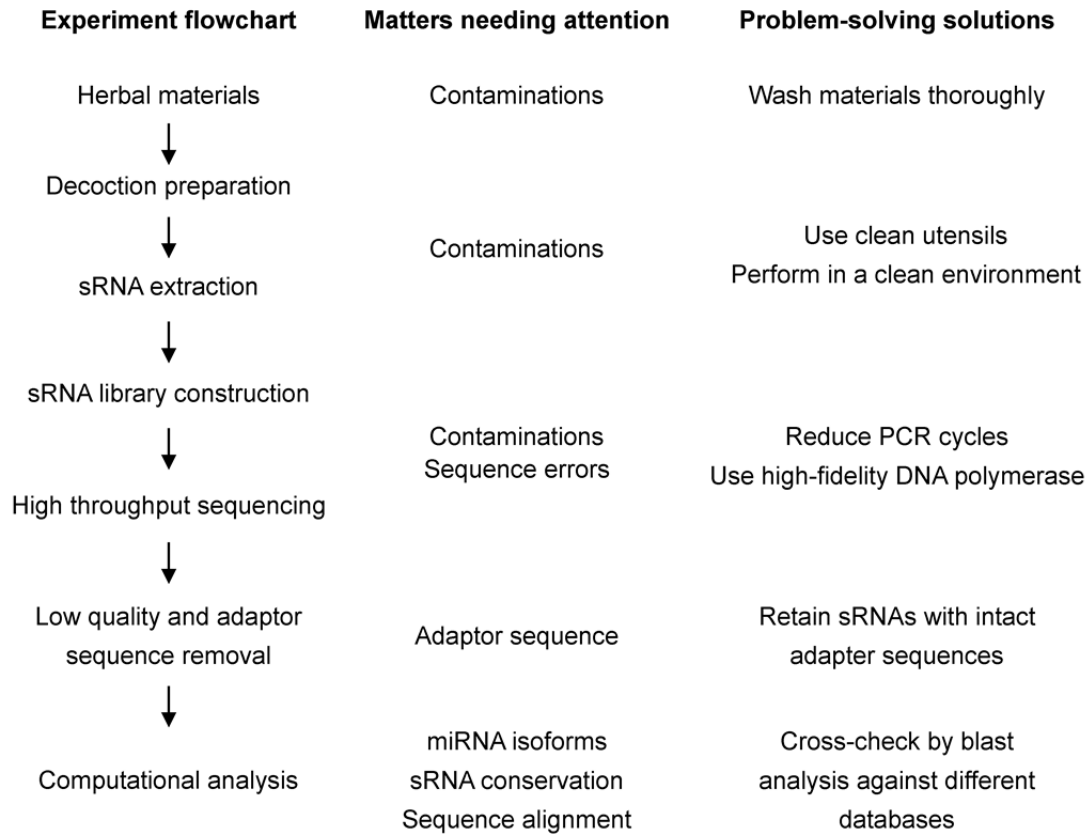 Experiment flowchart
Matters needing attention
Problem-solving solutions
Herbal materials
Contaminations
Wash materials thoroughly
Decoction preparation
Contaminations
Use clean utensils
Perform in a clean environment
sRNA extraction
sRNA library construction
Contaminations
Sequence errors
Reduce PCR cycles
Use high-fidelity DNA polymerase
High throughput sequencing
Low quality and adaptor
sequence removal
Adaptor sequence
Retain sRNAs with intact
adapter sequences
Computational analysis
miRNA isoforms
sRNA conservation
Sequence alignment
Cross-check by blast
analysis against different
databases